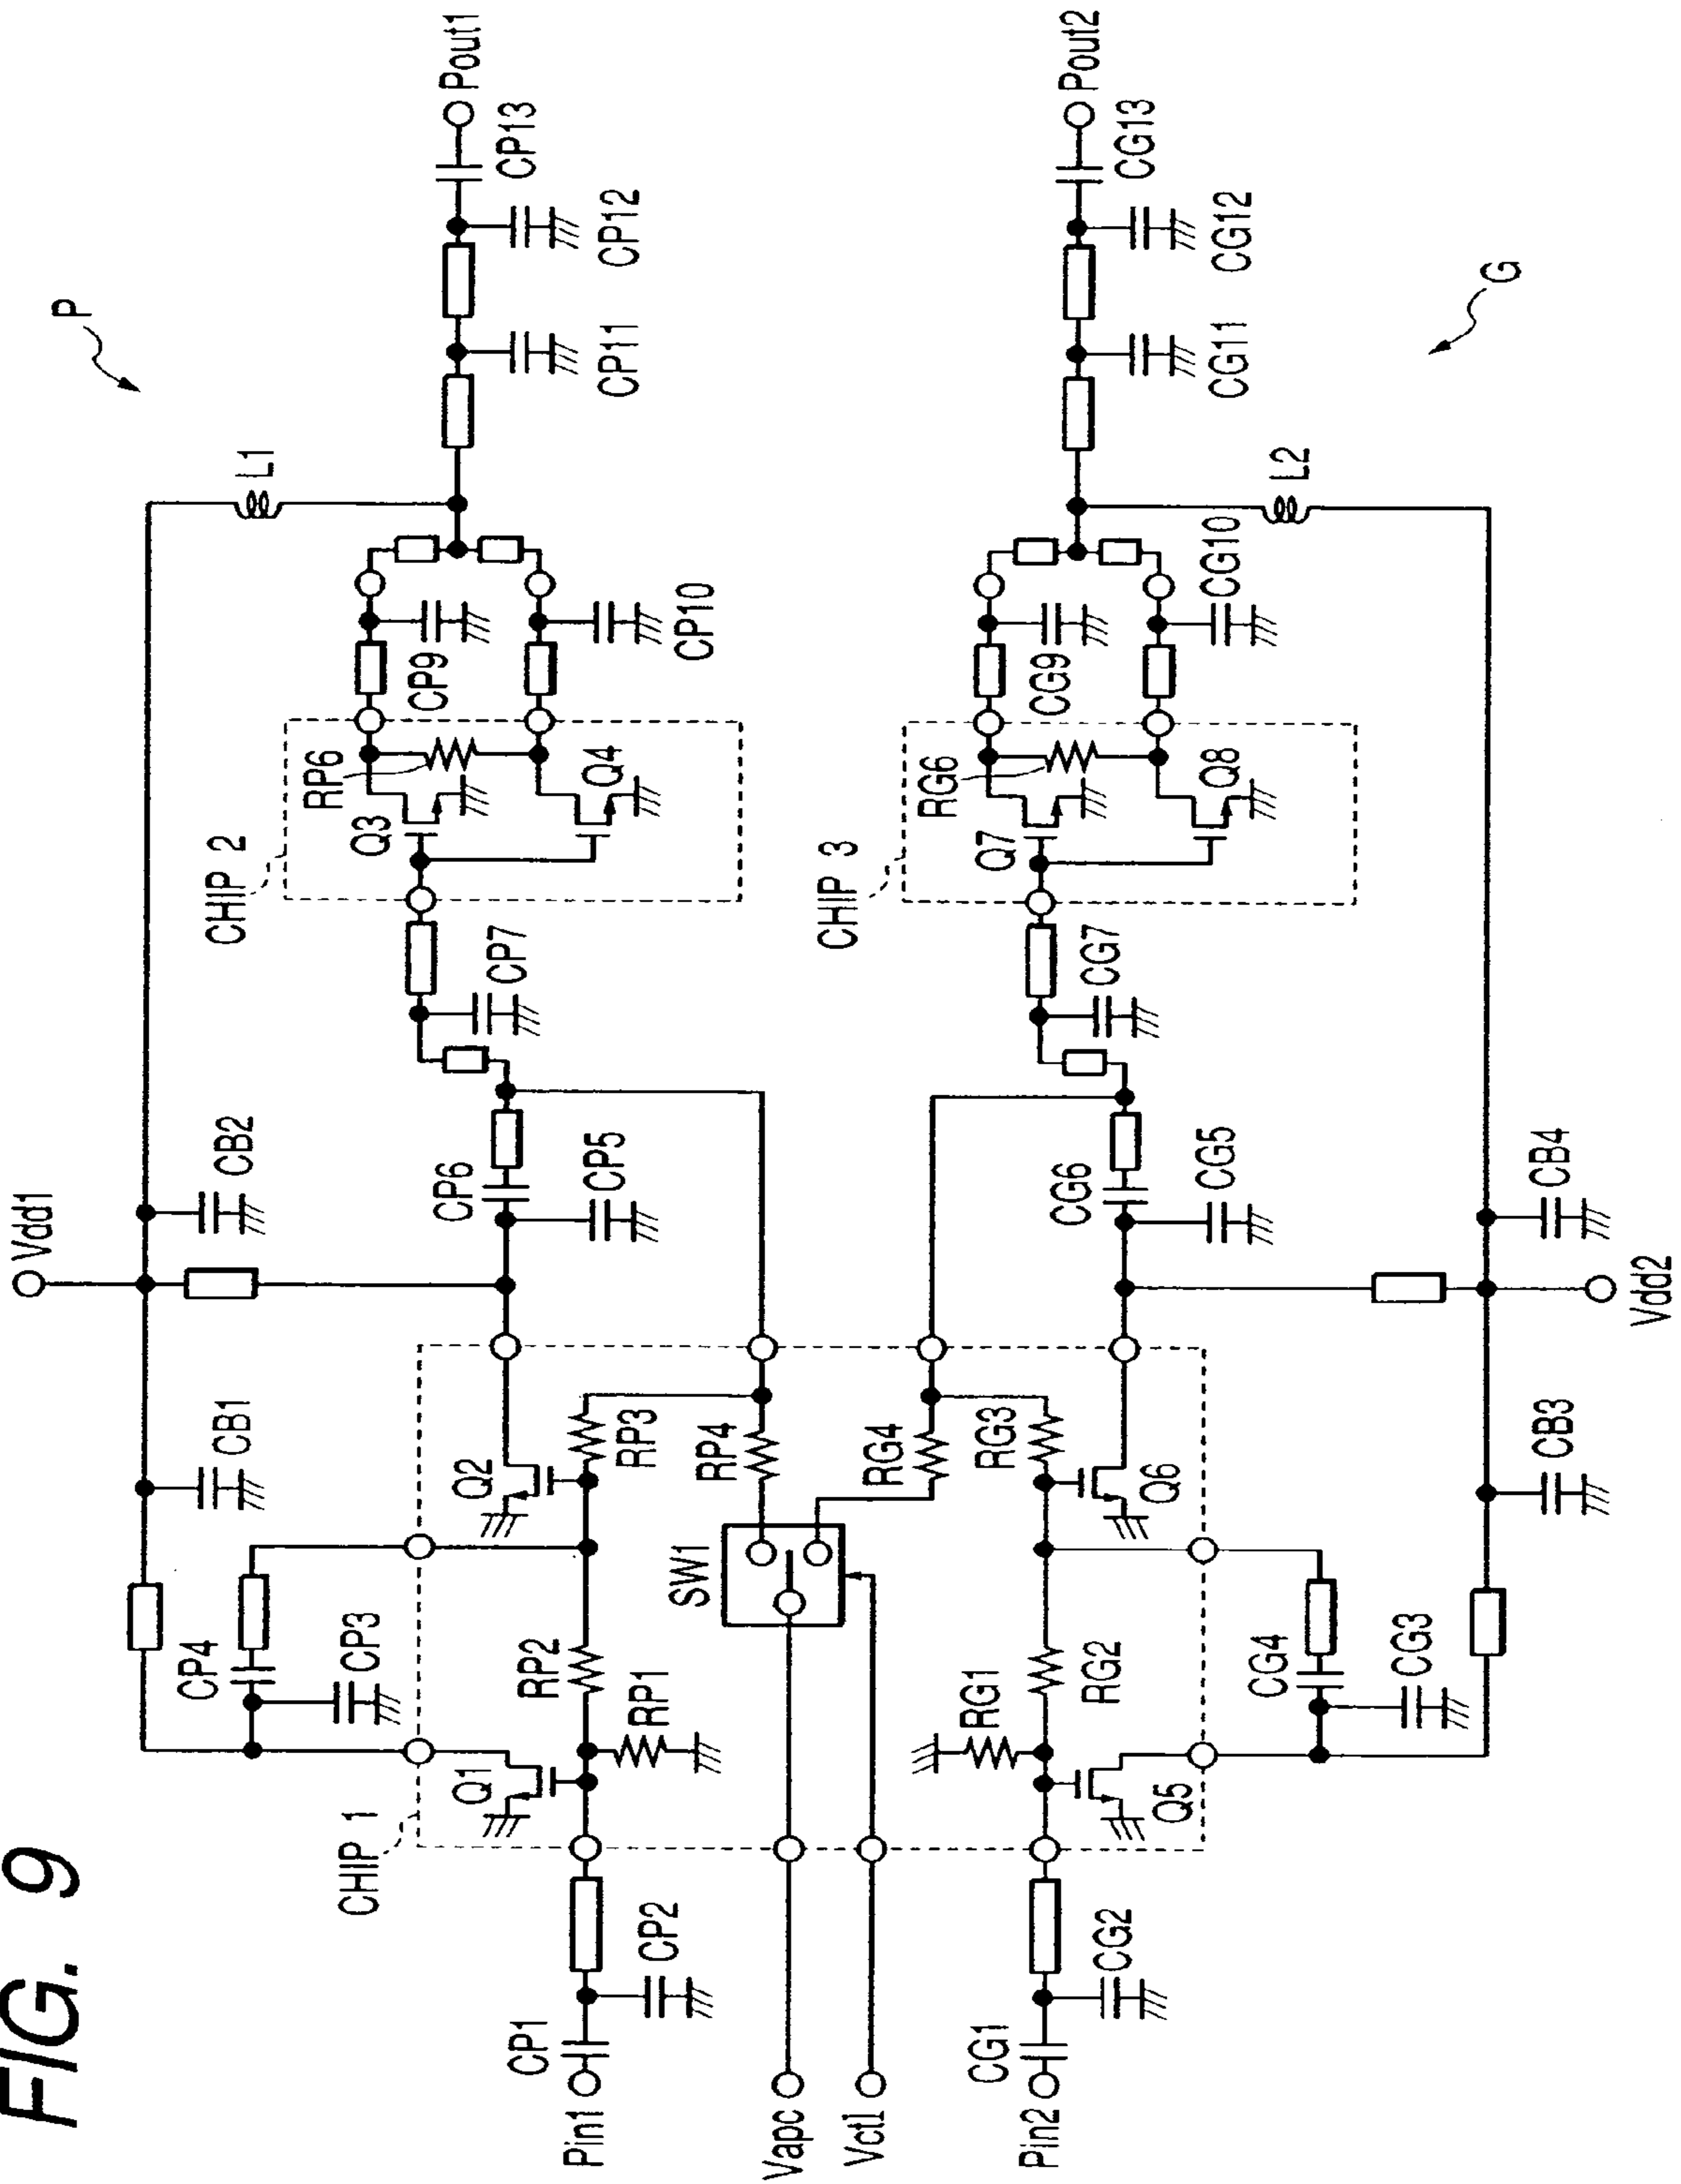 FIG. 9
P
Vdd1
CB1
CB2
L1
CP4
CP3
CHIP 1
Q1
RP2
RP1
Q2
RP3
CP6
CP5
CHIP 2
CP7
Q3
RP6
Q4
CP9
CP10
CP11
CP12
CP13
Pout1
CP1
CP2
Pin1
SW1
RP4
RG4
Vapc
Vctl
CG1
CG2
Pin2
RG1
RG2
RG3
Q5
Q6
CG4
CG3
CG6
CG5
CHIP 3
CG7
Q7
RG6
Q8
CG9
CG10
CG11
CG12
CG13
Pout2
L2
G
CB3
CB4
Vdd2